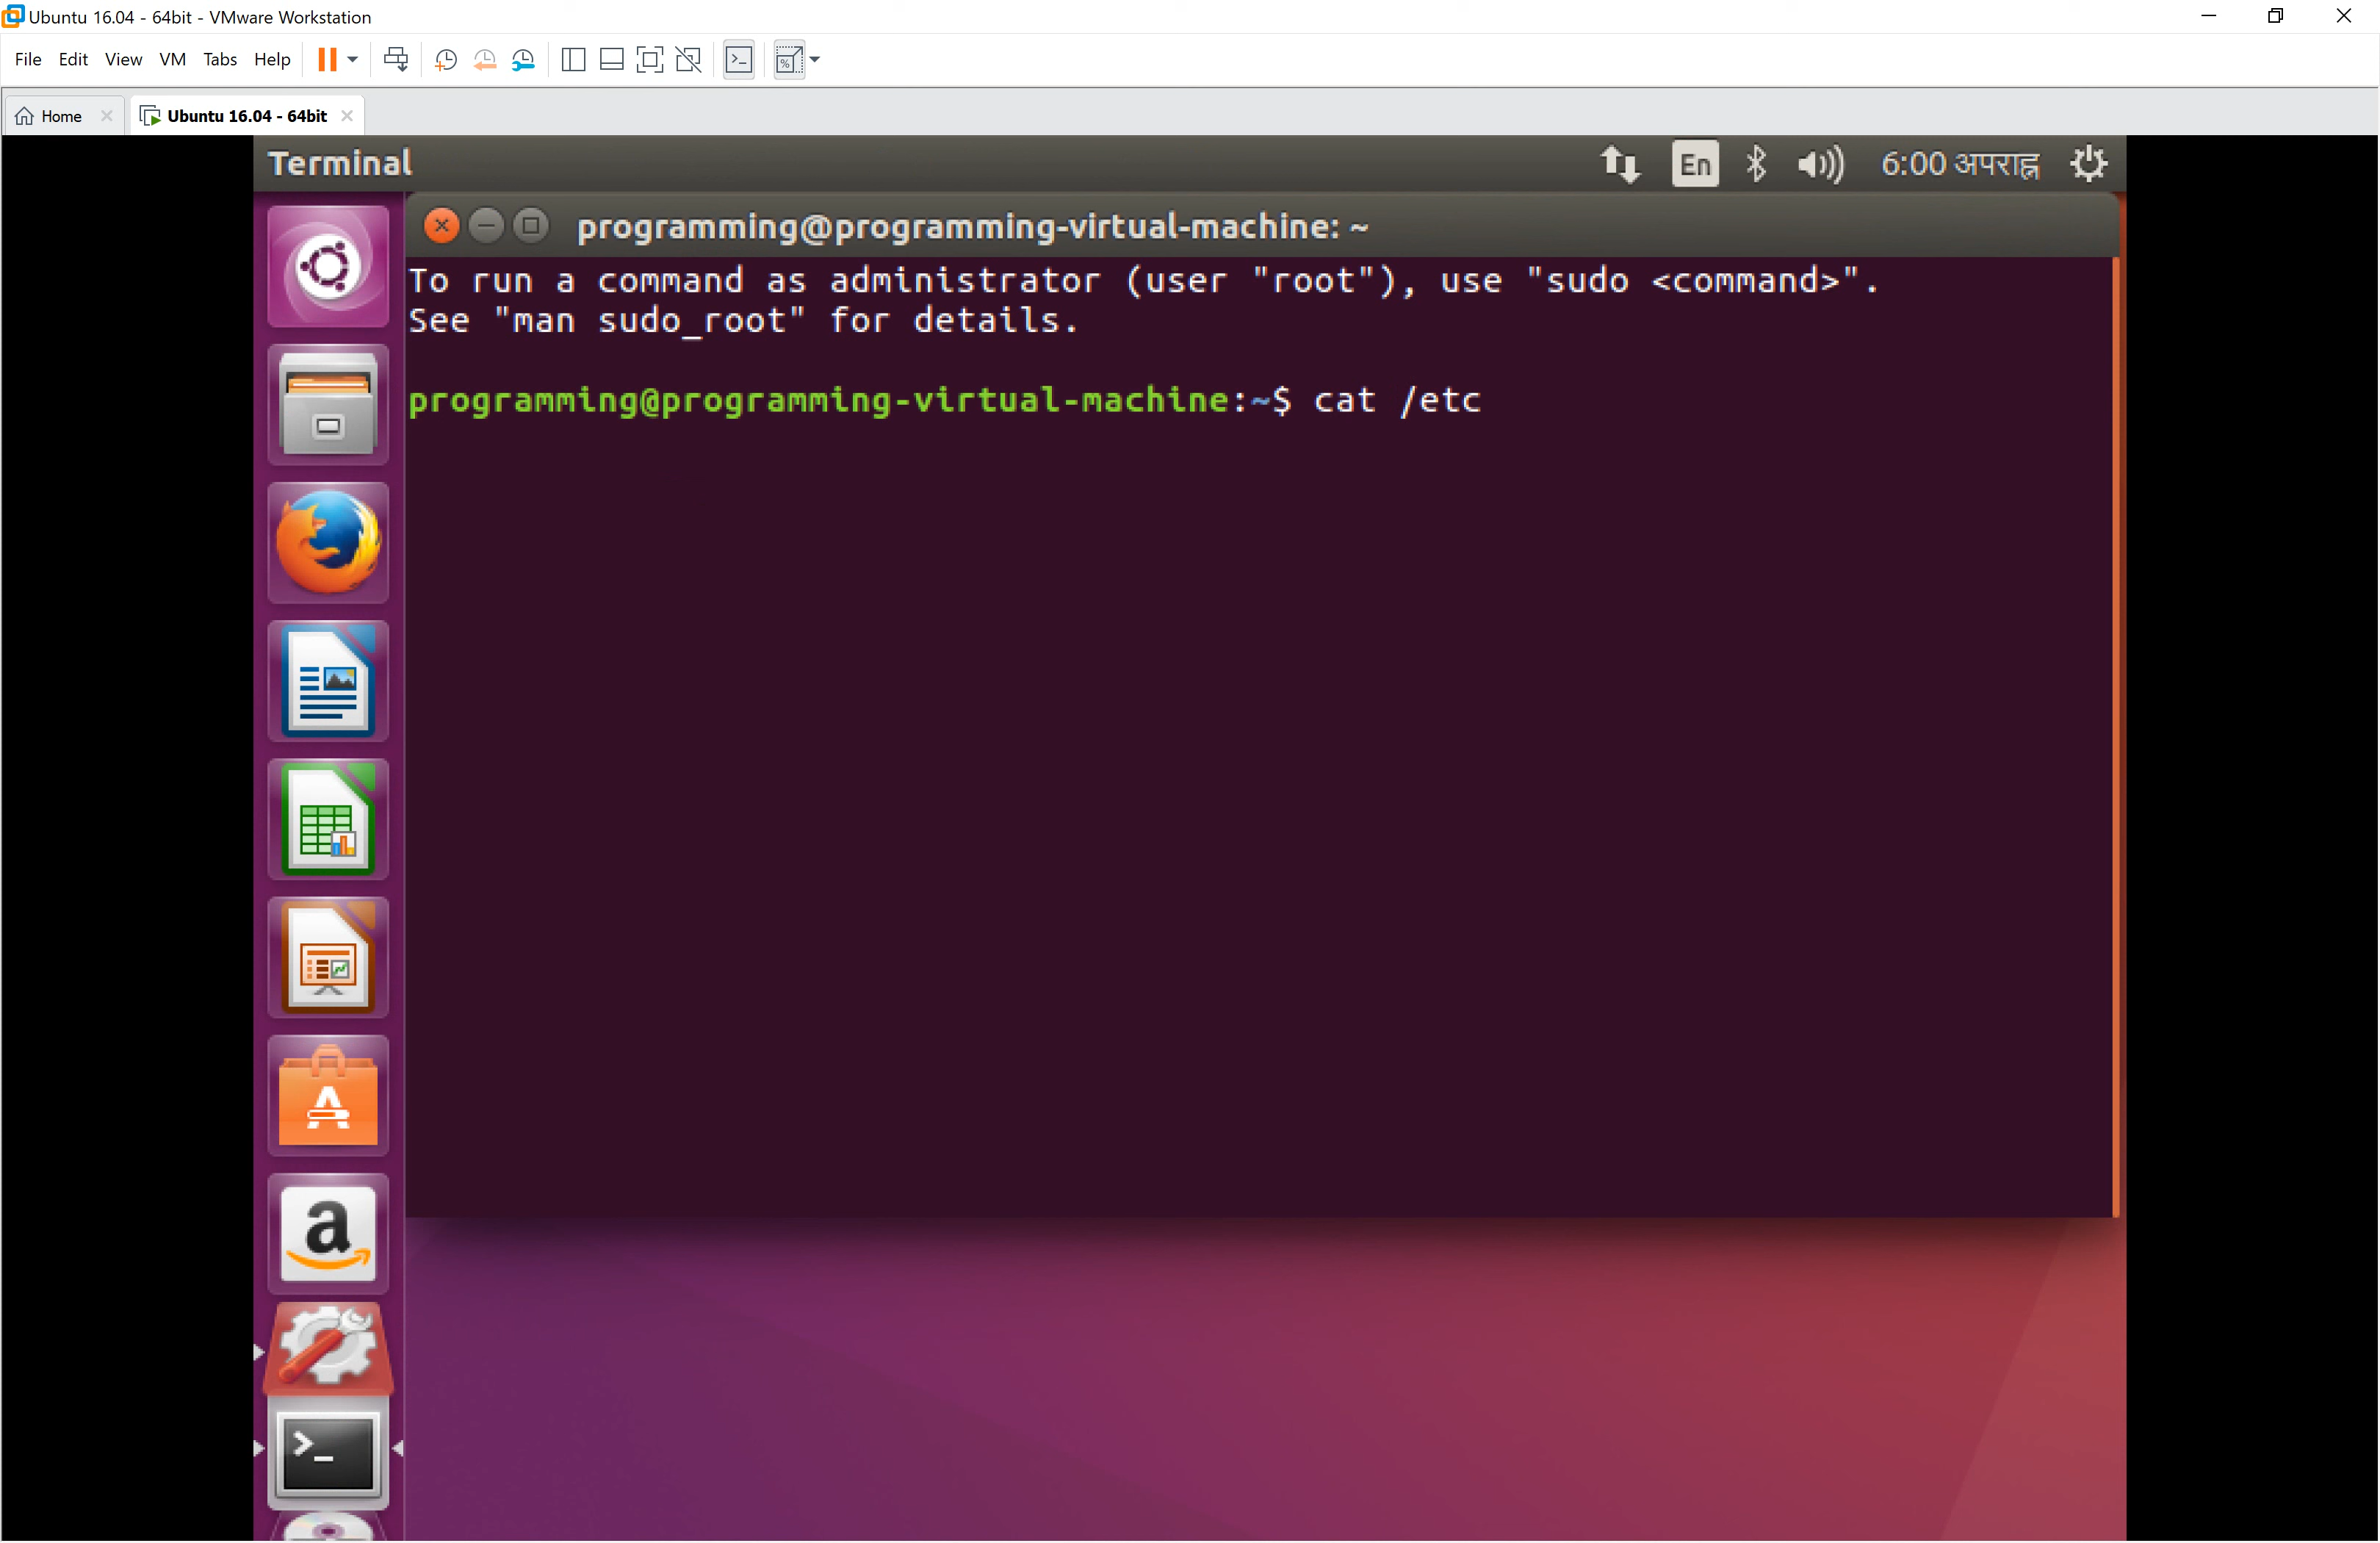 Ubuntu 16.04 - 64bit - VMware Workstation
File Edit View VM Tabs Help
Home
Ubuntu 16.04 - 64bit
Terminal
En
6:00 अपराह्न
programming@programming-virtual-machine: ~
To run a command as administrator (user "root"), use "sudo <command>".
See "man sudo_root" for details.
programming@programming-virtual-machine:~$ cat /etc